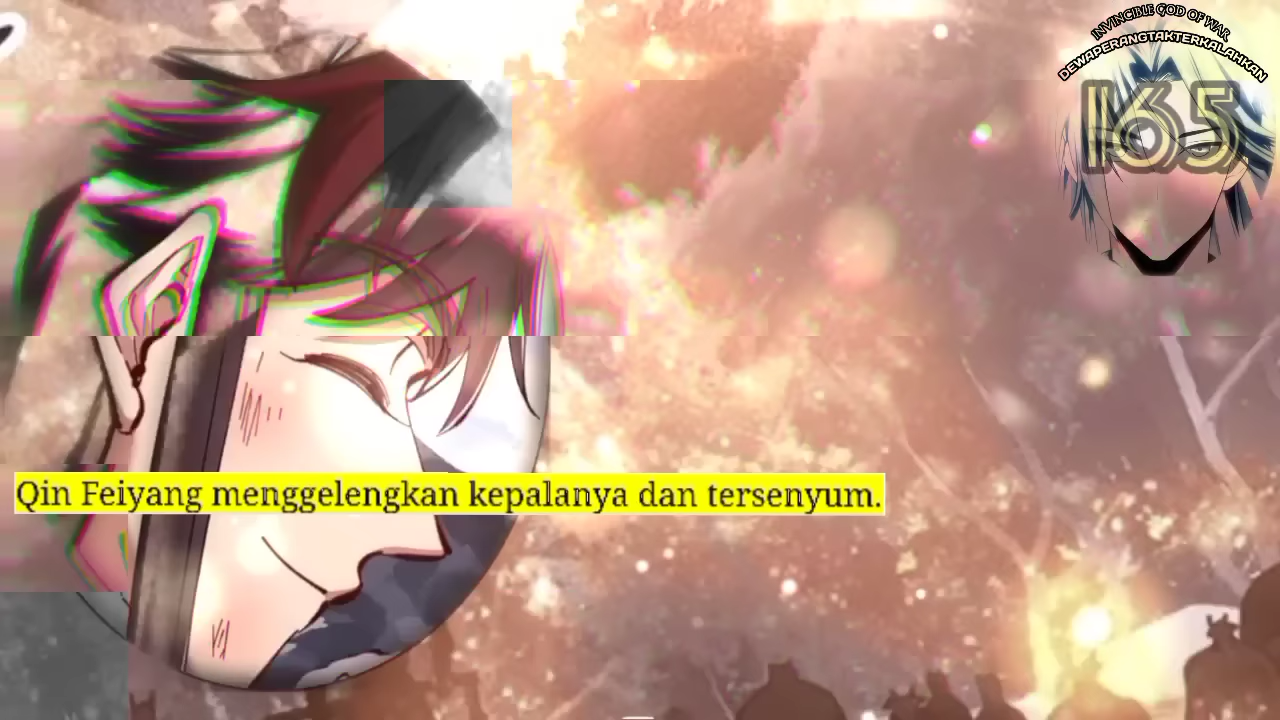 INVINCIBLE GOD OF WAR
DEWAPERANGTAKTERKALAHKAN
165
Qin Feiyang menggelengkan kepalanya dan tersenyum.